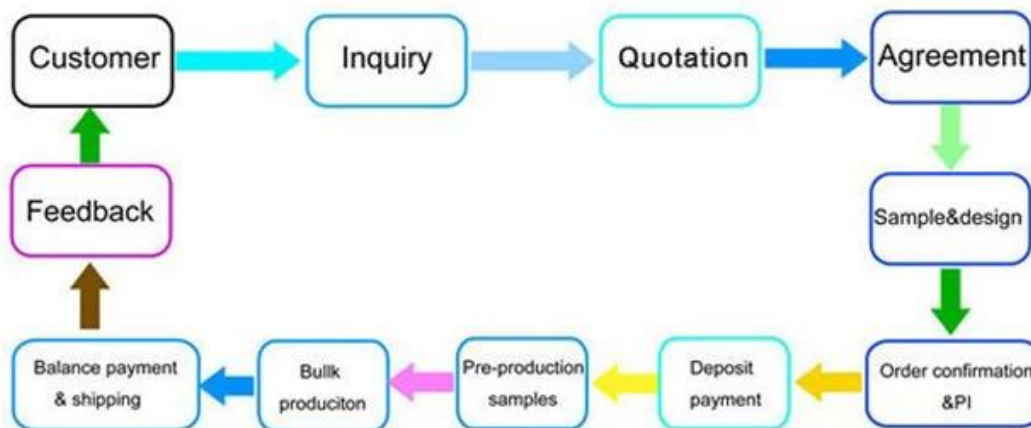 Customer
Inquiry
Quotation
Agreement
Sample&design
Order confirmation
&PI
Deposit
payment
Pre-production
samples
Bullk
produciton
Balance payment
& shipping
Feedback